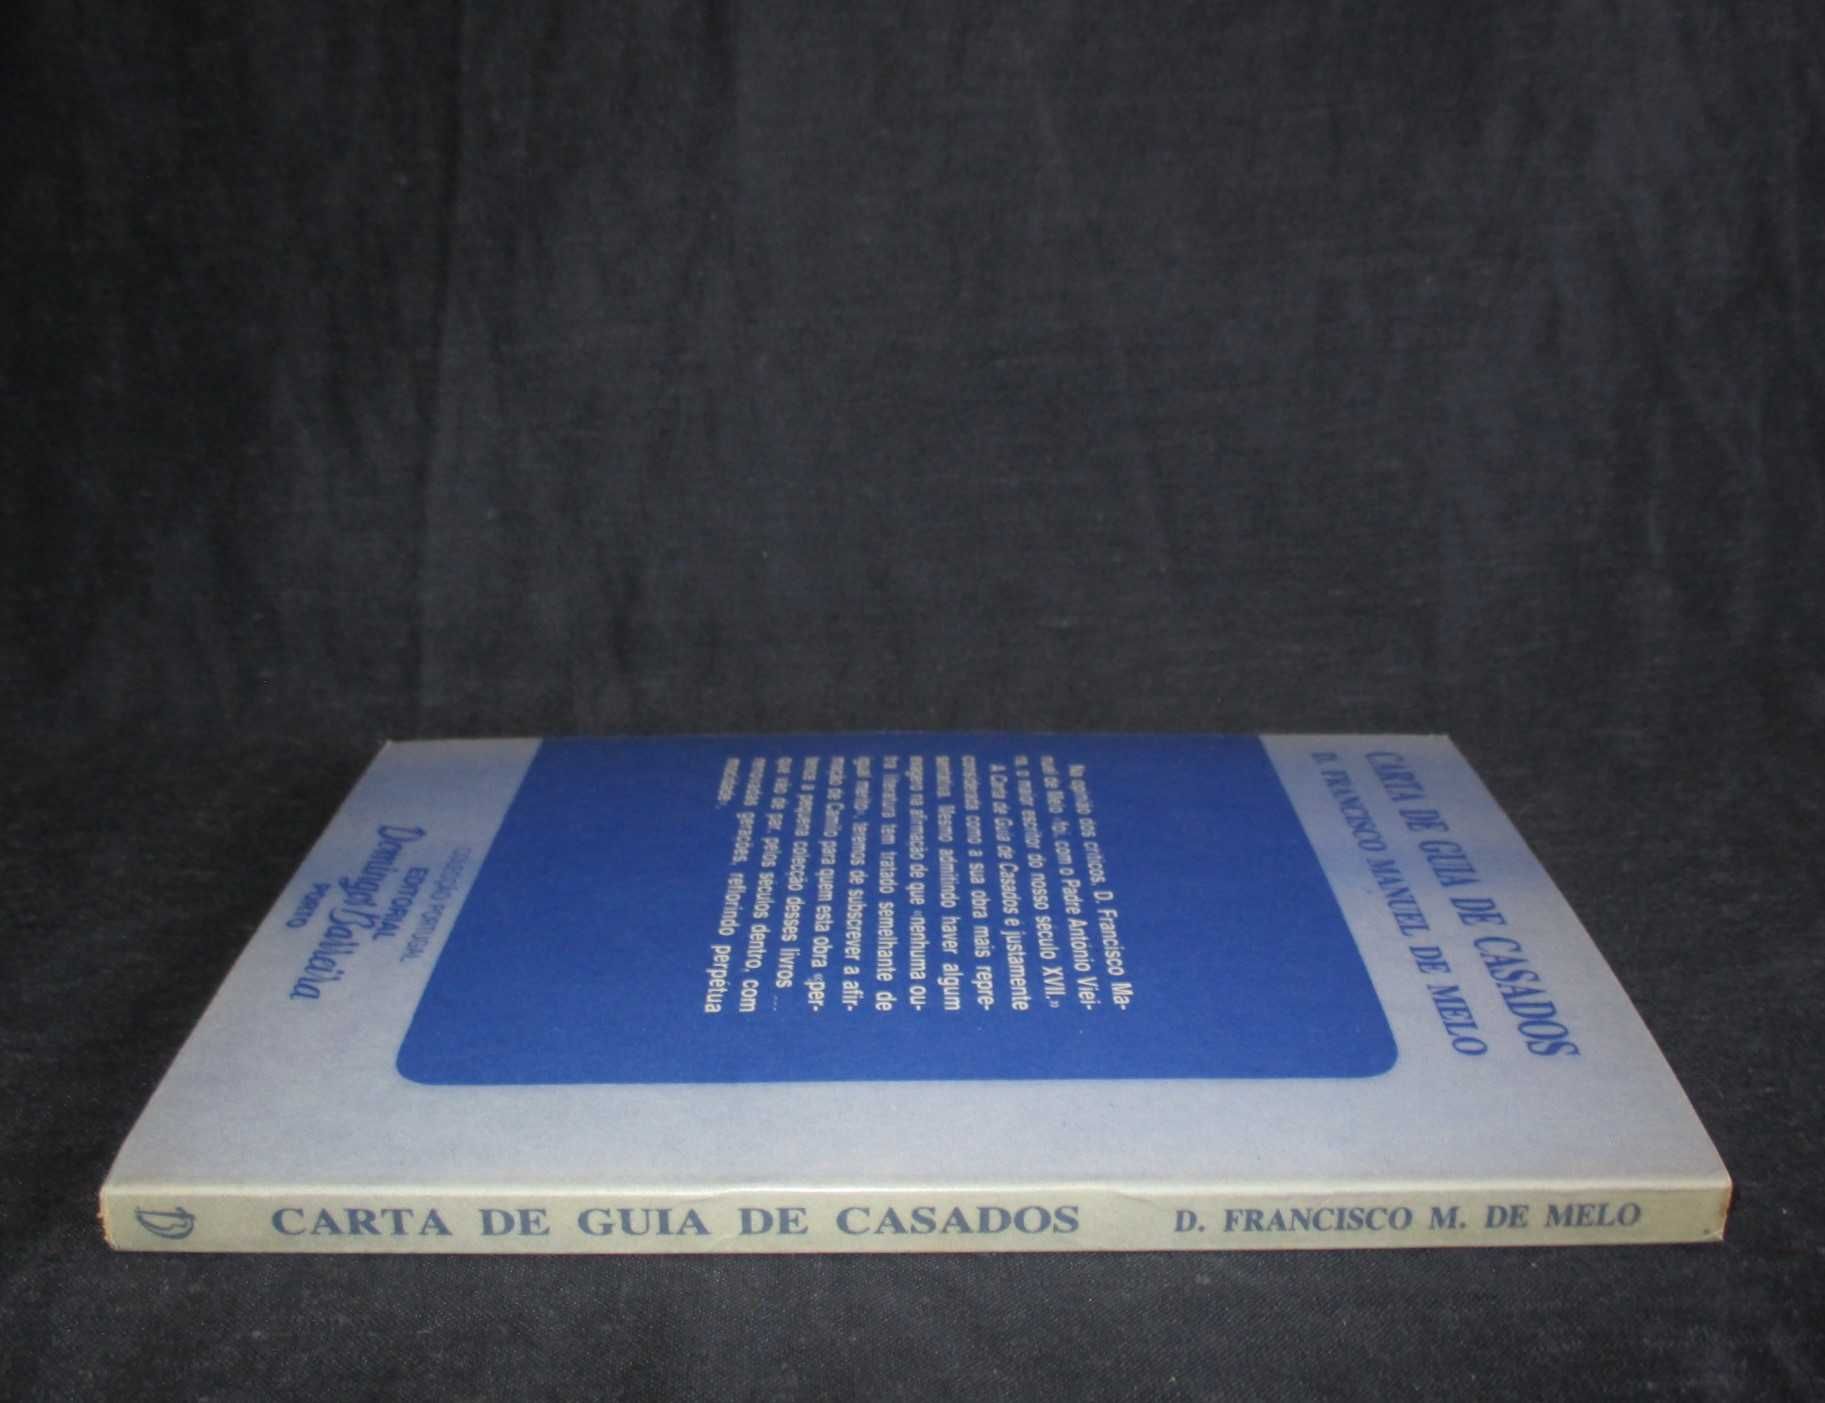 CARTA DE GUIA DE CASADOS
D. FRANCISCO MANUEL DE MELO
Na opinião dos críticos, D. Francisco Ma-
nuel de Melo «foi, com o Padre António Viei-
ra, o maior escritor do nosso século XVII.»
A Carta de Guia de Casados é justamente
considerada como a sua obra mais repre-
sentativa. Mesmo admitindo haver algum
exagero na afirmação de que «nenhuma ou-
tra literatura tem tratado semelhante de
igual mérito», teremos de subscrever a afir-
mação de Camilo para quem esta obra «per-
tence a pequena colecção desses livros ...
que vão de par, pelos séculos dentro, com
renovadas gerações, reflorindo perpétua
mocidade».
COLECÇÃO PORTUGAL
EDITORIAL
Domingos Barreira
PORTO
CARTA DE GUIA DE CASADOS D. FRANCISCO M. DE MELO